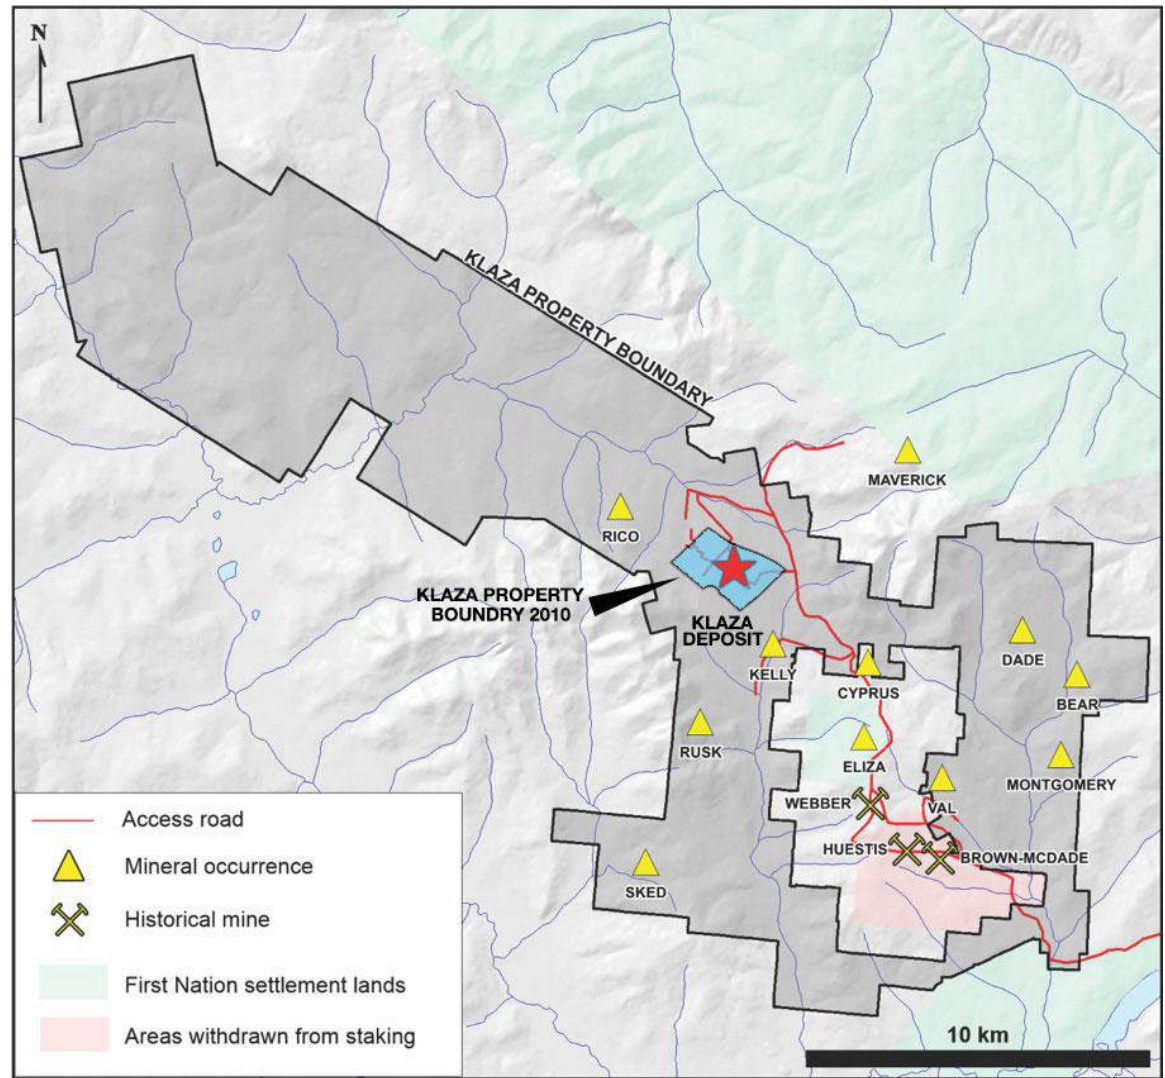 N
KLAZA PROPERTY BOUNDARY
MAVERICK
RICO
KLAZA PROPERTY
BOUNDRY 2010
KLAZA
DEPOSIT
DADE
KELLY
CYPRUS
BEAR
RUSK
ELIZA
MONTGOMERY
WEBBER
VAL
HUESTIS
BROWN-MCDADE
SKED
Access road
Mineral occurrence
Historical mine
First Nation settlement lands
Areas withdrawn from staking
10 km